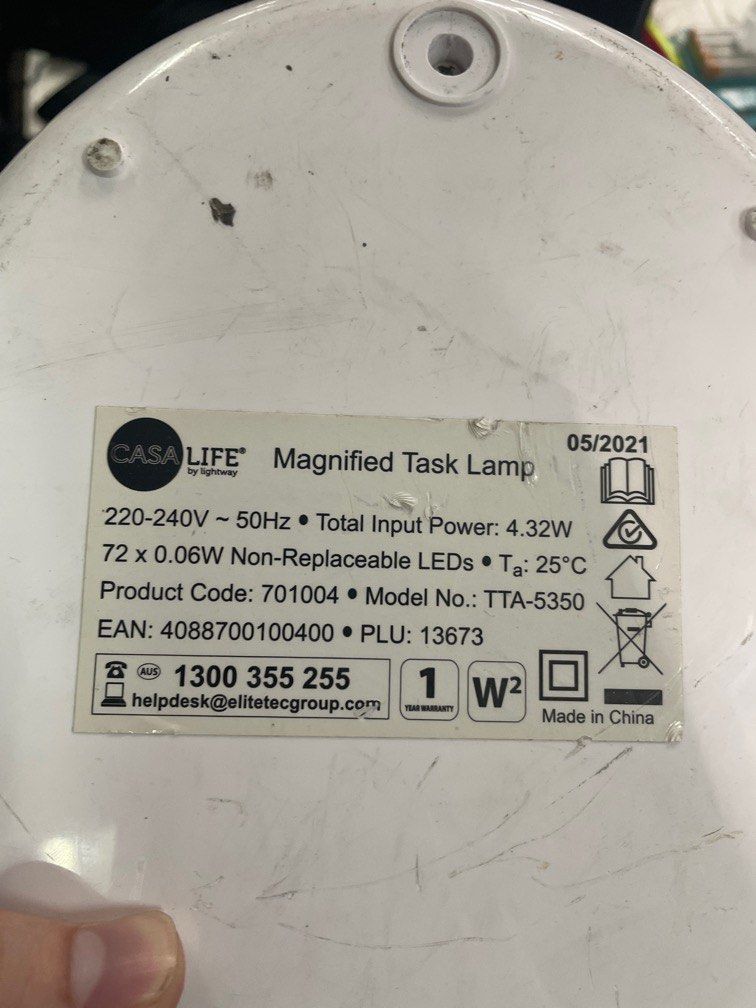 CASA LIFE®
by lightway
Magnified Task Lamp
05/2021
220-240V ~ 50Hz • Total Input Power: 4.32W
72 x 0.06W Non-Replaceable LEDs • Ta: 25°C
Product Code: 701004 • Model No.: TTA-5350
EAN: 4088700100400 • PLU: 13673
AUS 1300 355 255
helpdesk@elitetecgroup.com
1
YEAR WARRANTY
W²
Made in China